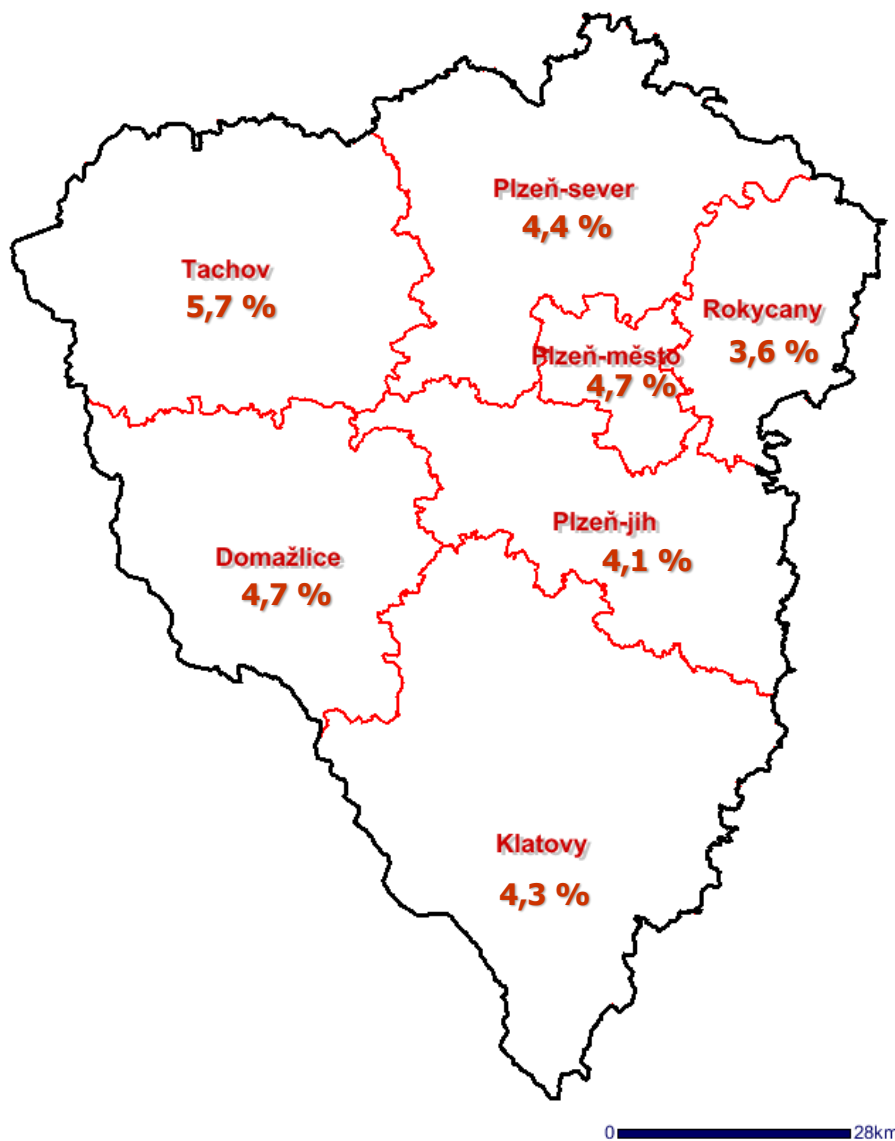 Plzeň-sever
4,4 %
Tachov
5,7 %
Rokycany
3,6 %
Plzeň-město
4,7 %
Plzeň-jih
4,1 %
Domažlice
4,7 %
Klatovy
4,3 %
0 28km